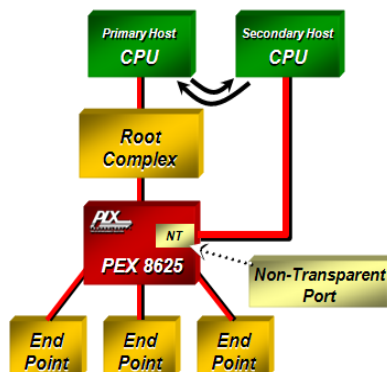 Primary Host
CPU
Secondary Host
CPU
Root
Complex
PLX
NT
PEX 8625
Non-Transparent
Port
End
Point
End
Point
End
Point